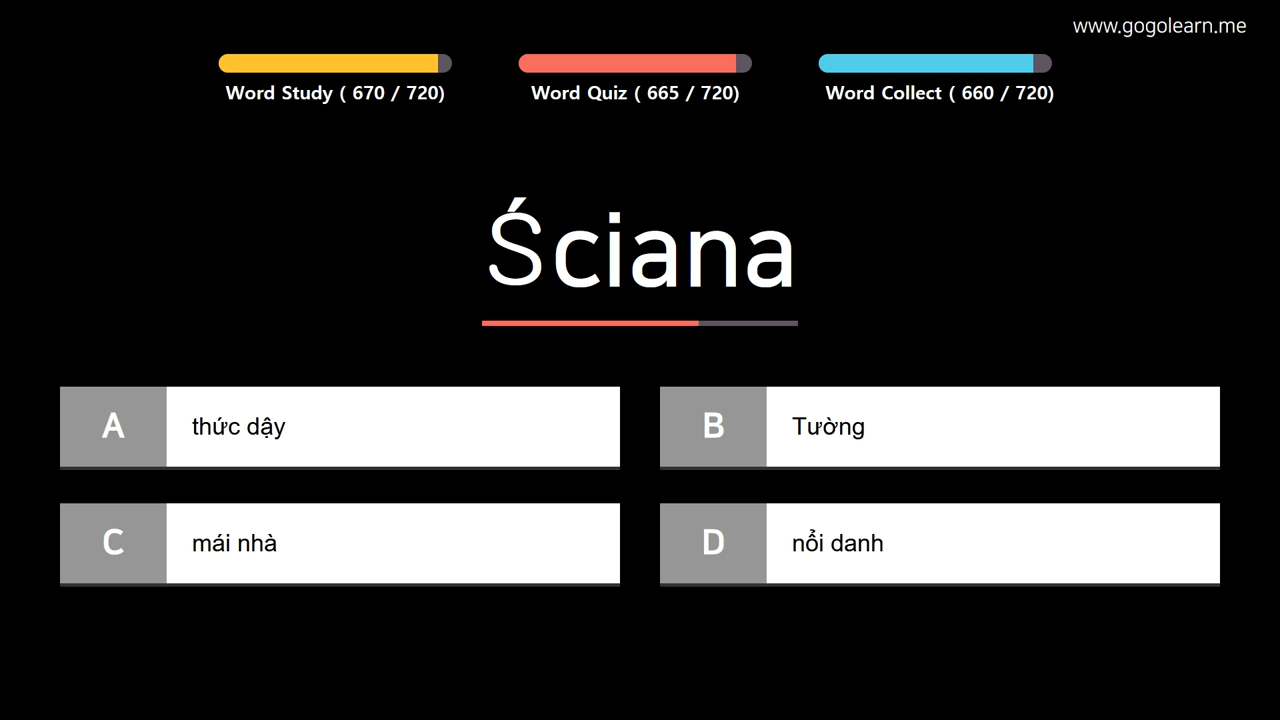 www.gogolearn.me
Word Study ( 670 / 720)
Word Quiz ( 665 / 720)
Word Collect ( 660 / 720)
Ściana
A thức dậy
B Tường
C mái nhà
D nổi danh